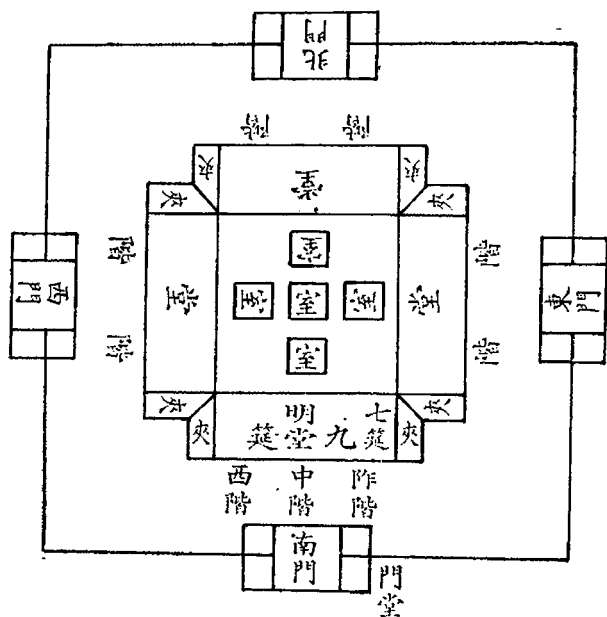 北門
階 階
夾 堂 夾
夾 夾
室
階 階
西門 堂 室 室 室 堂 東門
階 階
室
夾 夾
夾 夾
七筵
九筵
明堂
阼階
中階
西階
南門
門堂